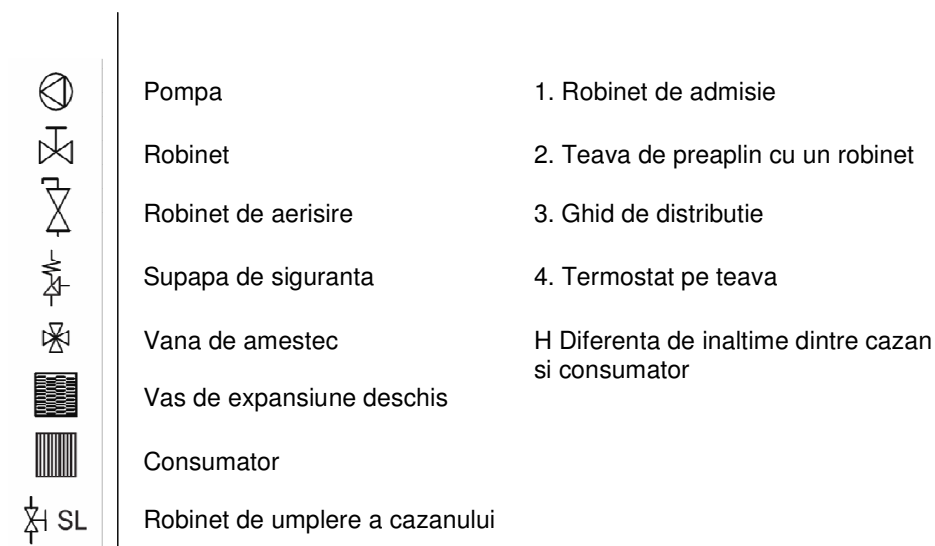 Pompa
1. Robinet de admisie
Robinet
2. Teava de preaplin cu un robinet
Robinet de aerisire
3. Ghid de distributie
Supapa de siguranta
4. Termostat pe teava
Vana de amestec
H Diferenta de inaltime dintre cazan
si consumator
Vas de expansiune deschis
Consumator
SL
Robinet de umplere a cazanului